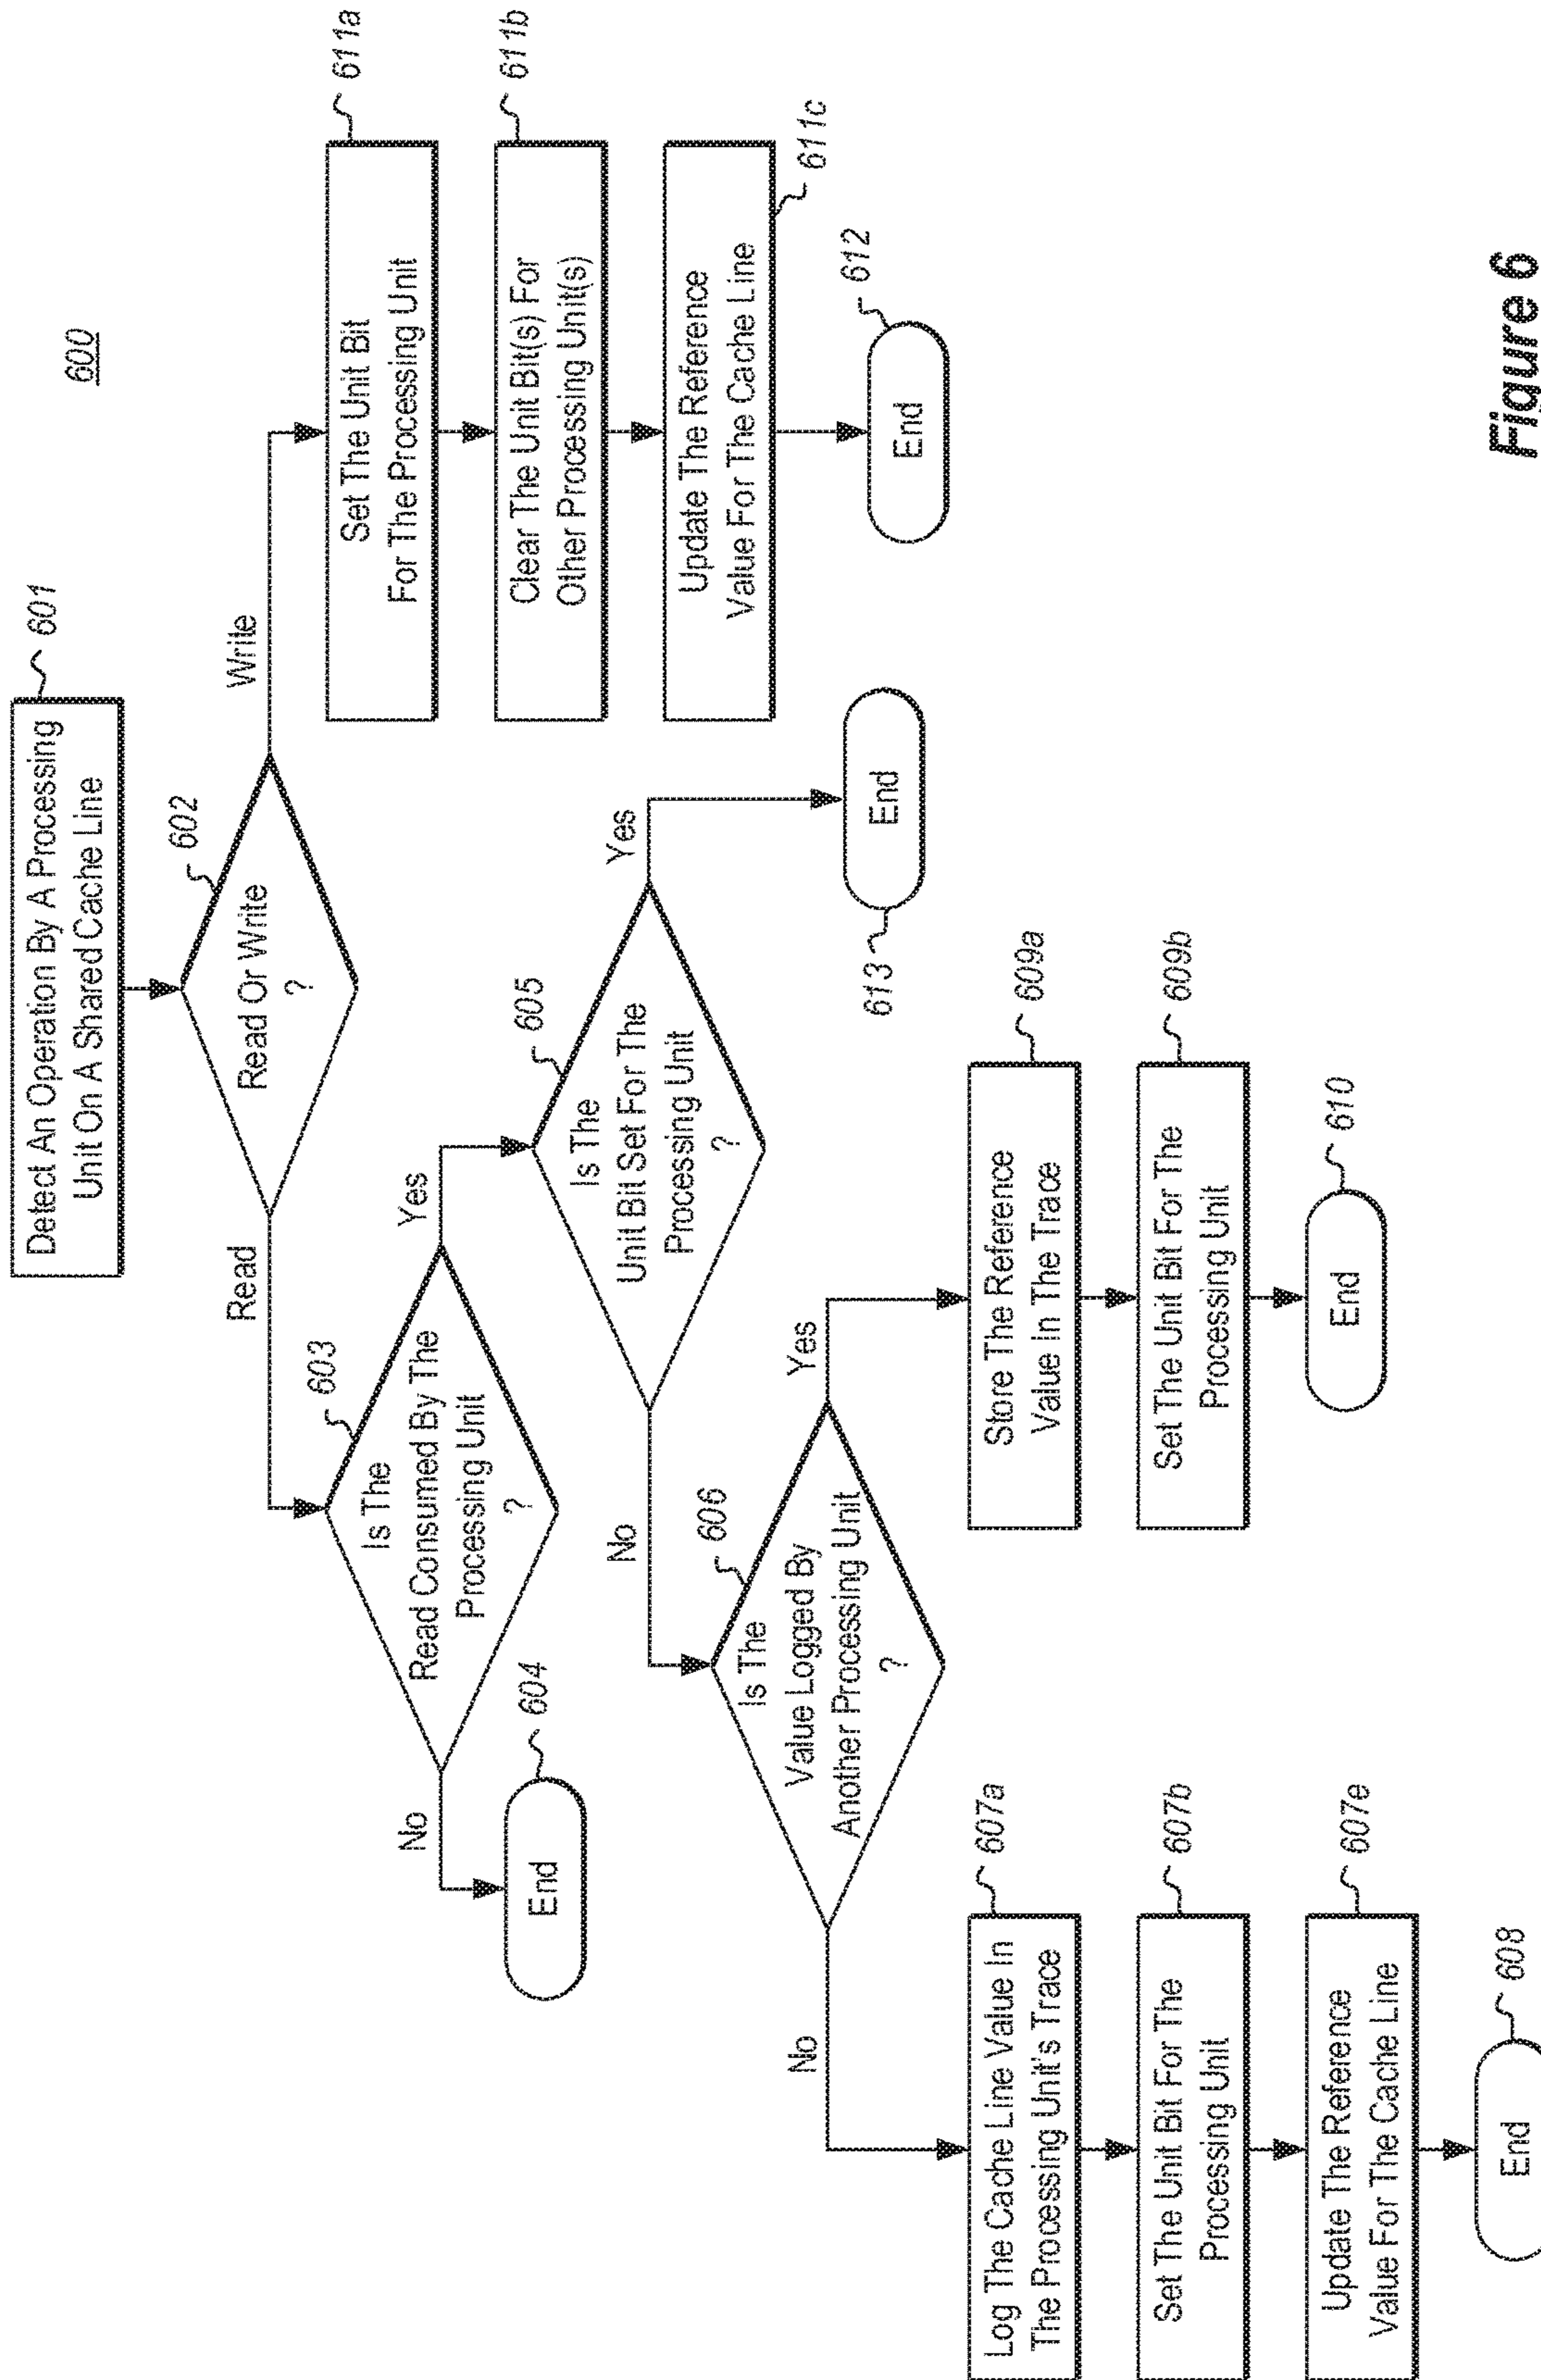 600
Detect An Operation By A Processing
Unit On A Shared Cache Line
601
Read Or Write
?
602
Read
Write
Is The
Read Consumed By The
Processing Unit
?
603
No
Yes
End
604
Is The
Unit Bit Set For The
Processing Unit
?
605
No
Yes
End
613
Is The
Value Logged By
Another Processing Unit
?
606
No
Yes
Log The Cache Line Value In
The Processing Unit's Trace
607a
Set The Unit Bit For The
Processing Unit
607b
Update The Reference
Value For The Cache Line
607e
End
608
Store The Reference
Value In The Trace
609a
Set The Unit Bit For The
Processing Unit
609b
End
610
Set The Unit Bit
For The Processing Unit
611a
Clear The Unit Bit(s) For
Other Processing Unit(s)
611b
Update The Reference
Value For The Cache Line
611c
End
612
Figure 6